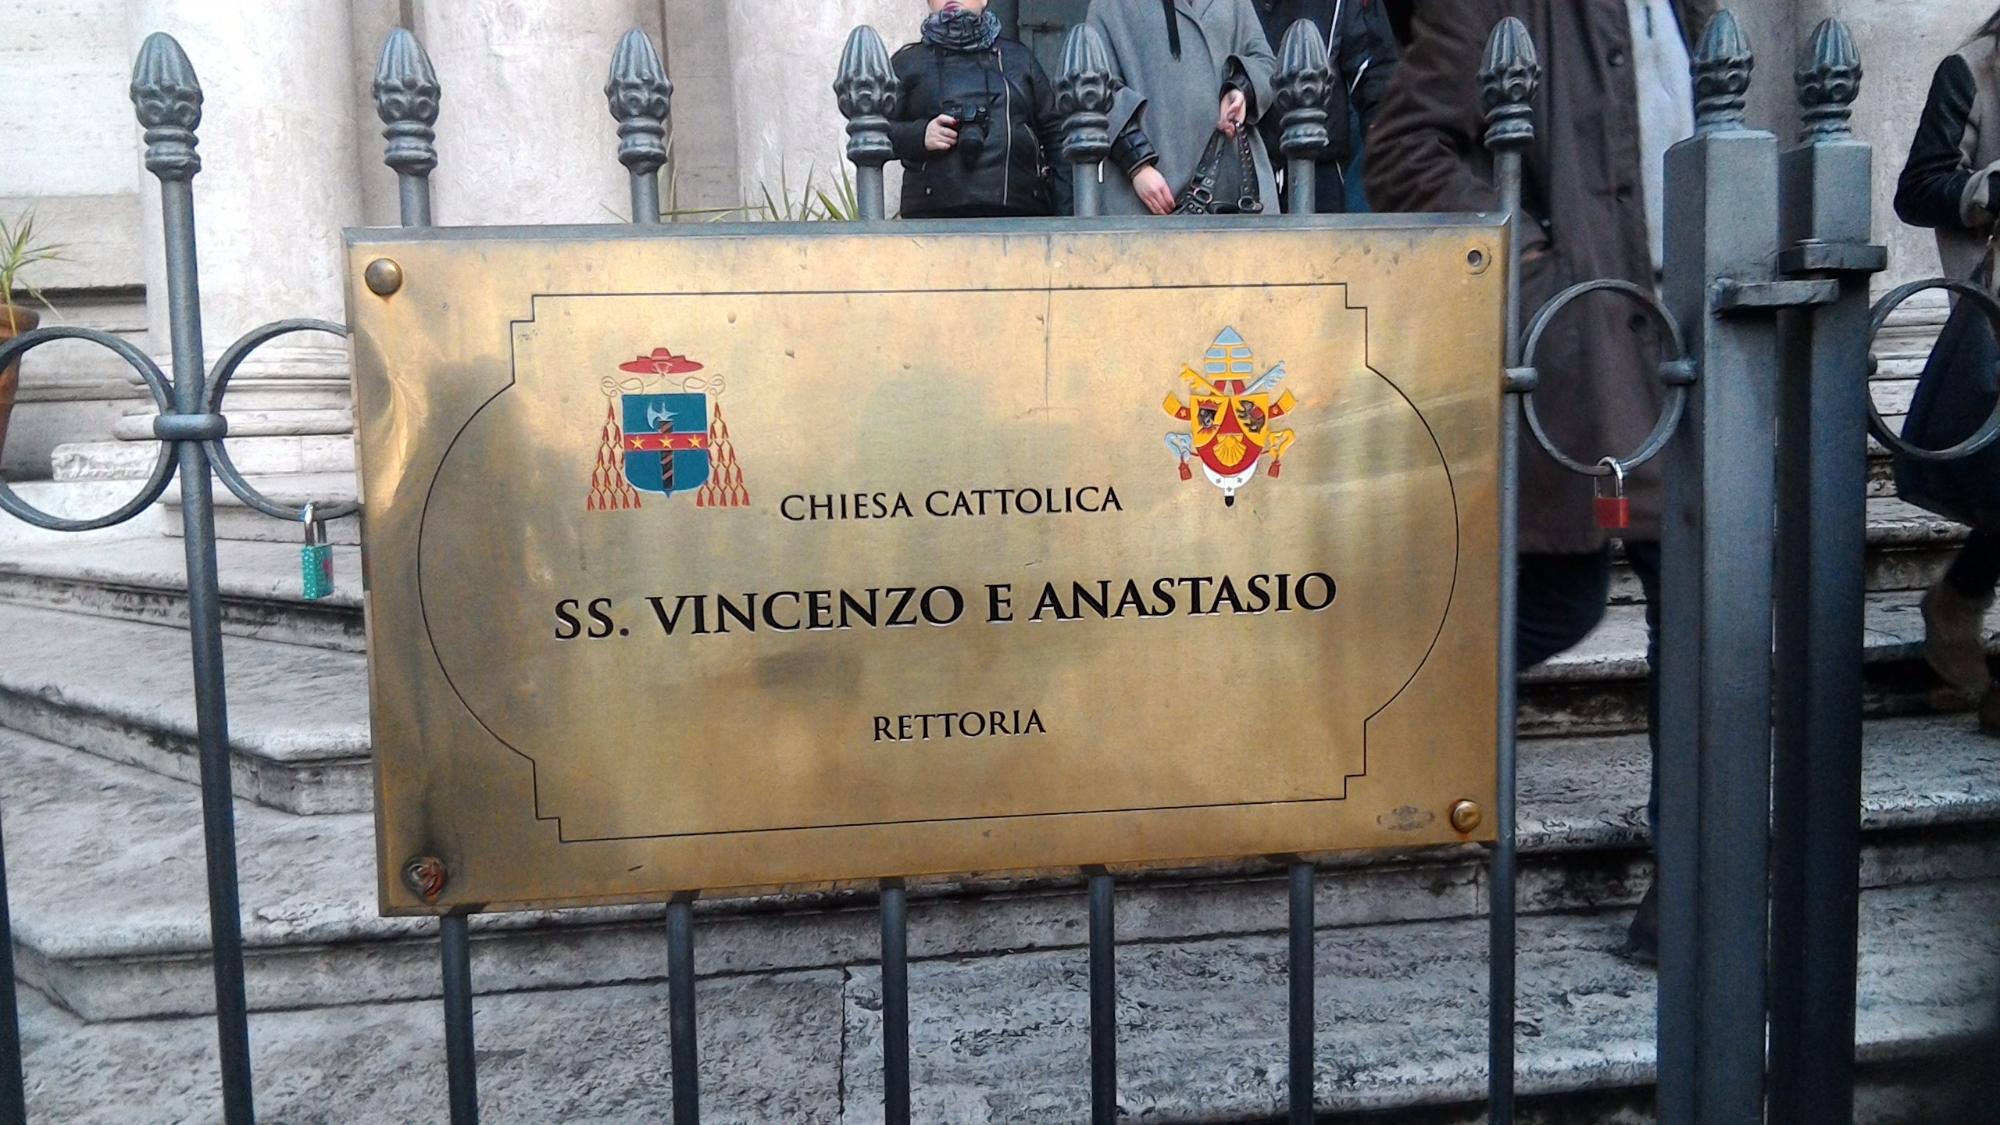 CHIESA CATTOLICA
SS. VINCENZO E ANASTASIO
RETTORIA